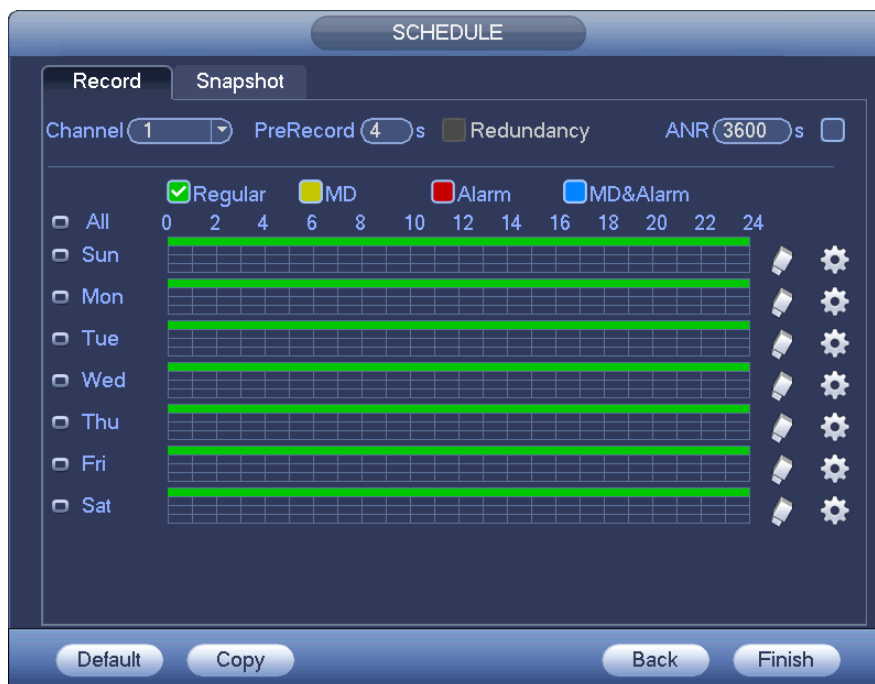 SCHEDULE
Record Snapshot
Channel 1 PreRecord 4 s Redundancy ANR 3600 s
Regular MD Alarm MD&Alarm
All 0 2 4 6 8 10 12 14 16 18 20 22 24
Sun
Mon
Tue
Wed
Thu
Fri
Sat
Default Copy Back Finish